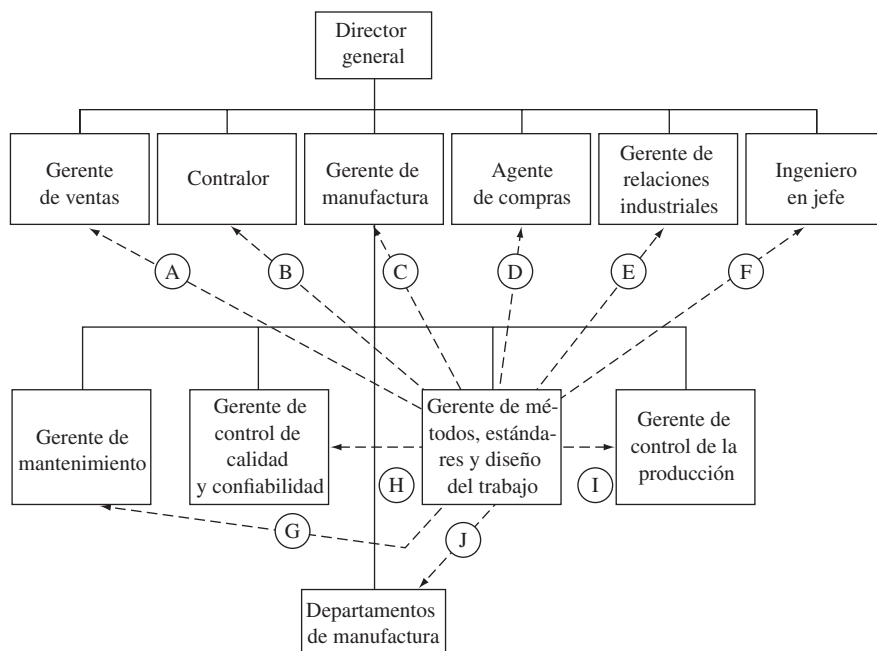 Director
general
Gerente
de ventas
Contralor
Gerente de
manufactura
Agente
de compras
Gerente de
relaciones
industriales
Ingeniero
en jefe
A
B
C
D
E
F
Gerente de
mantenimiento
Gerente de
control de
calidad
y confiabilidad
Gerente de mé-
todos, estánda-
res y diseño
del trabajo
Gerente de
control de la
producción
H
I
G
J
Departamentos
de manufactura